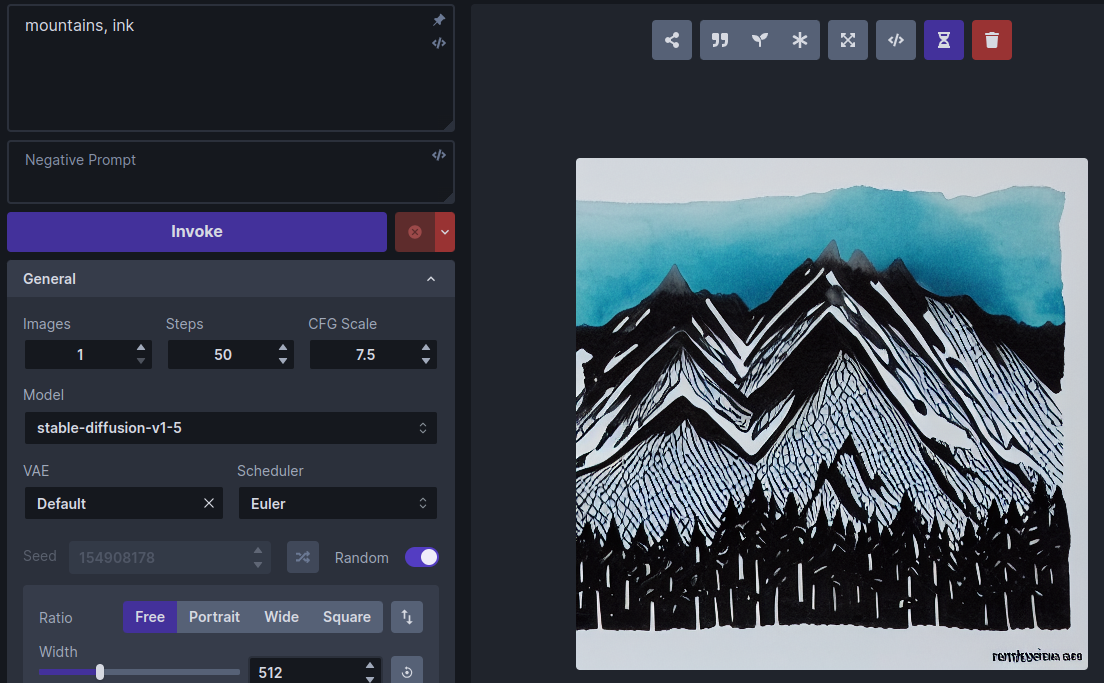 mountains, ink
Negative Prompt
Invoke
General
Images
Steps
CFG Scale
1
50
7.5
Model
stable-diffusion-v1-5
VAE
Scheduler
Default
Euler
Seed
154908178
Random
Ratio
Free
Portrait
Wide
Square
Width
512